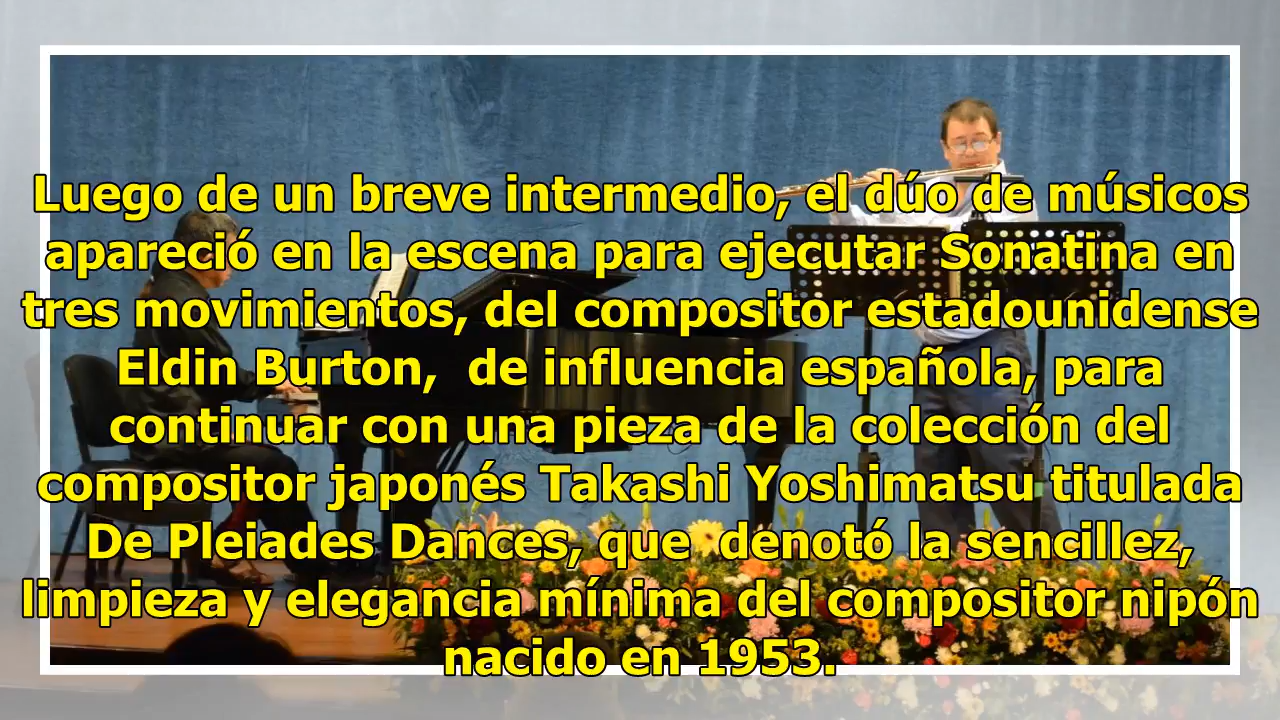 Luego de un breve intermedio, el dúo de músicos
apareció en la escena para ejecutar Sonatina en
tres movimientos, del compositor estadounidense
Eldin Burton,  de influencia española, para
continuar con una pieza de la colección del
compositor japonés Takashi Yoshimatsu titulada
De Pleiades Dances, que  denotó la sencillez,
limpieza y elegancia mínima del compositor nipón
nacido en 1953.